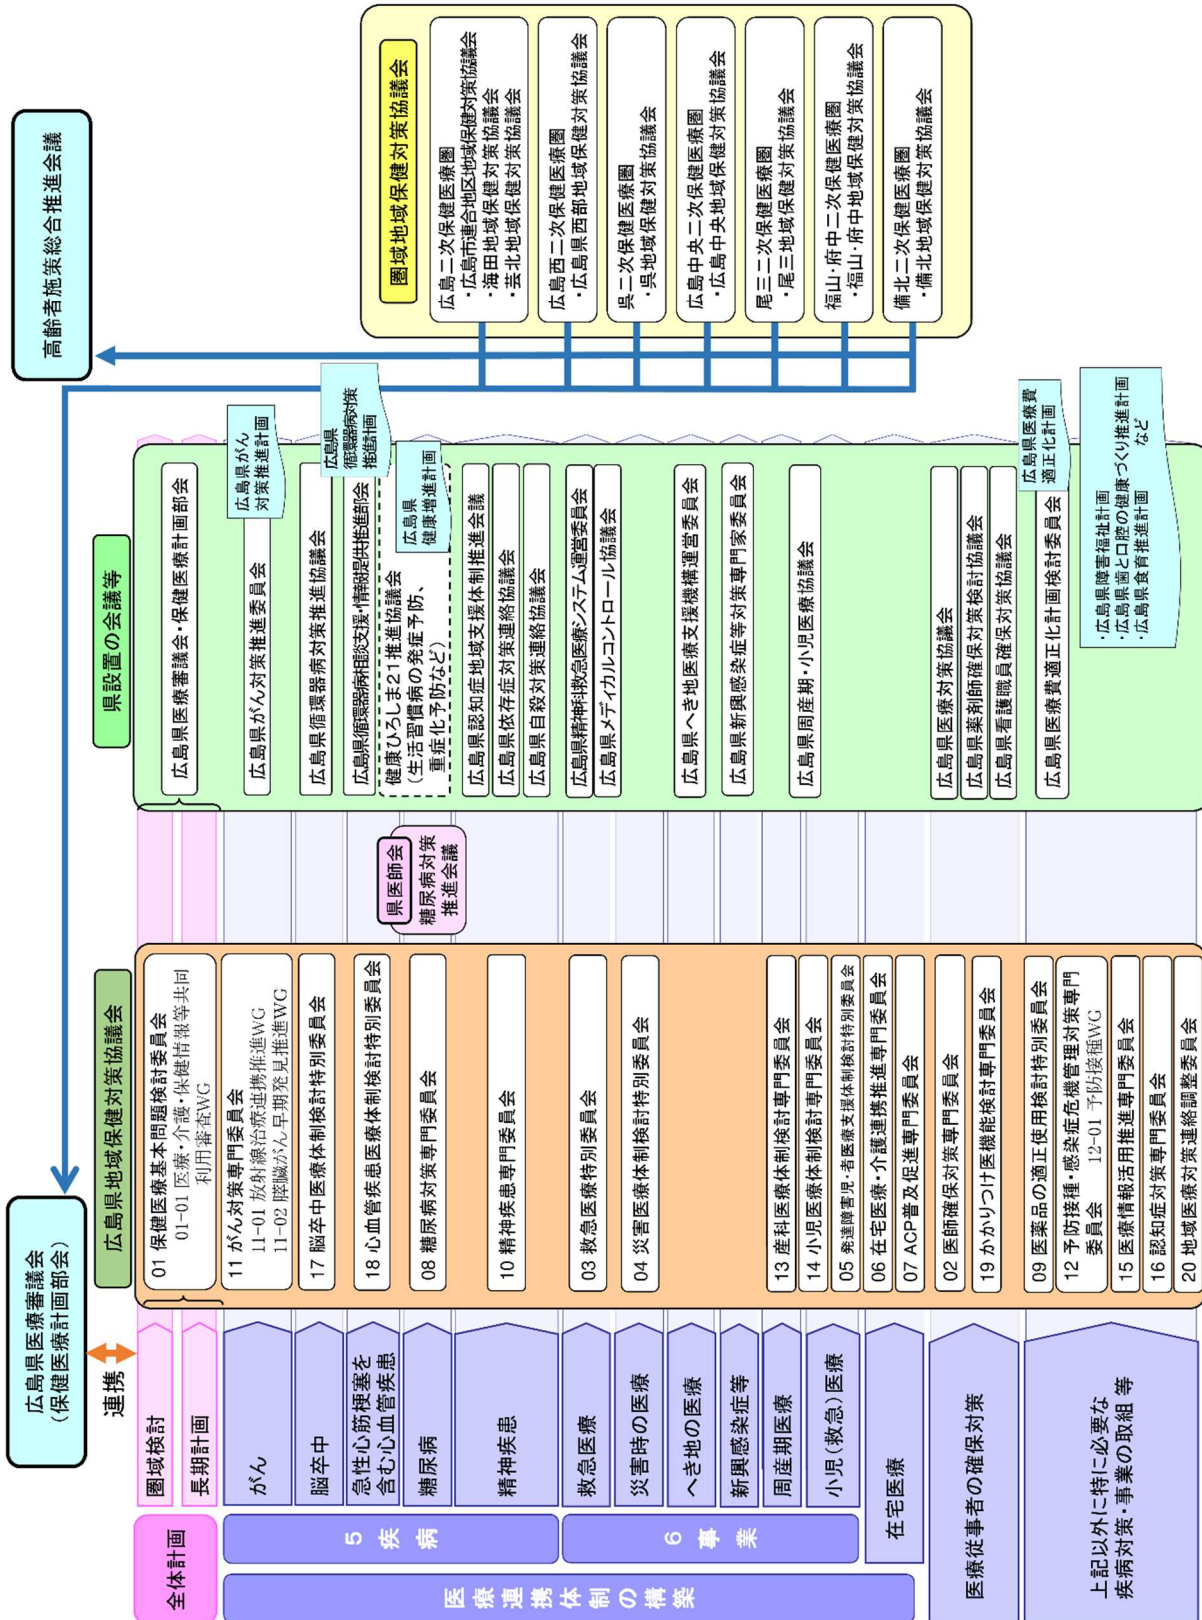 広島県医療審議会
(保健医療計画部会)
高齢者施策総合推進会議
連携
広島県地域保健対策協議会
県設置の会議等
圏域地域保健対策協議会
全体計画
圏域検討
長期計画
医療連携体制の構築
5疾病
がん
脳卒中
急性心筋梗塞を
含む心血管疾患
糖尿病
精神疾患
6事業
救急医療
災害時の医療
へき地の医療
新興感染症等
周産期医療
小児(救急)医療
在宅医療
医療従事者の確保対策
上記以外に特に必要な
疾病対策・事業の取組 等
01 保健医療基本問題検討委員会
01-01 医療・介護・保健情報等共同
利用審査WG
11 がん対策専門委員会
11-01 放射線治療連携推進WG
11-02 膵臓がん早期発見推進WG
17 脳卒中医療体制検討特別委員会
18 心血管疾患医療体制検討特別委員会
08 糖尿病対策専門委員会
10 精神疾患専門委員会
03 救急医療特別委員会
04 災害医療体制検討特別委員会
13 産科医療体制検討専門委員会
14 小児医療体制検討専門委員会
05 発達障害児・者医療支援体制検討特別委員会
06 在宅医療・介護連携推進専門委員会
07 ACP普及促進専門委員会
02 医師確保対策専門委員会
19 かかりつけ医機能検討専門委員会
09 医薬品の適正使用検討特別委員会
12 予防接種・感染症危機管理対策専門
委員会 12-01 予防接種WG
15 医療情報活用推進専門委員会
16 認知症対策専門委員会
20 地域医療対策連絡調整委員会
県医師会
糖尿病対策
推進会議
広島県医療審議会・保健医療計画部会
広島県がん対策推進委員会
広島県がん
対策推進計画
広島県循環器病対策推進協議会
広島県循環器病相談支援・情報提供推進部会
広島県
循環器病対策
推進計画
健康ひろしま21推進協議会
(生活習慣病の発症予防、
重症化予防など)
広島県
健康増進計画
広島県認知症地域支援体制推進会議
広島県依存症対策連絡協議会
広島県自殺対策連絡協議会
広島県精神科救急医療システム運営委員会
広島県メディカルコントロール協議会
広島県へき地医療支援機構運営委員会
広島県新興感染症等対策専門家委員会
広島県周産期・小児医療協議会
広島県医療対策協議会
広島県薬剤師確保対策検討協議会
広島県看護職員確保対策協議会
広島県医療費適正化計画検討委員会
広島県医療費
適正化計画
・広島県障害福祉計画
・広島県歯と口腔の健康づくり推進計画
・広島県食育推進計画 など
広島二次保健医療圏
・広島市連合地区地域保健対策協議会
・海田地域保健対策協議会
・芸北地域保健対策協議会
広島西二次保健医療圏
・広島県西部地域保健対策協議会
呉二次保健医療圏
・呉地域保健対策協議会
広島中央二次保健医療圏
・広島中央地域保健対策協議会
尾三二次保健医療圏
・尾三地域保健対策協議会
福山・府中二次保健医療圏
・福山・府中地域保健対策協議会
備北二次保健医療圏
・備北地域保健対策協議会